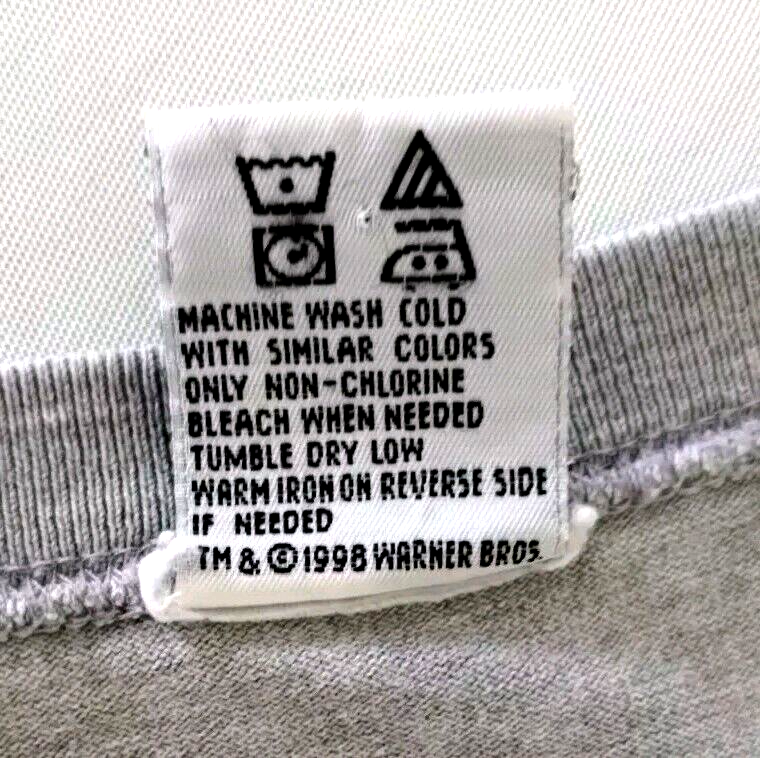 MACHINE WASH COLD
WITH SIMILAR COLORS
ONLY NON-CHLORINE
BLEACH WHEN NEEDED
TUMBLE DRY LOW
WARM IRON ON REVERSE SIDE
IF NEEDED
TM & ©1998 WARNER BROS.